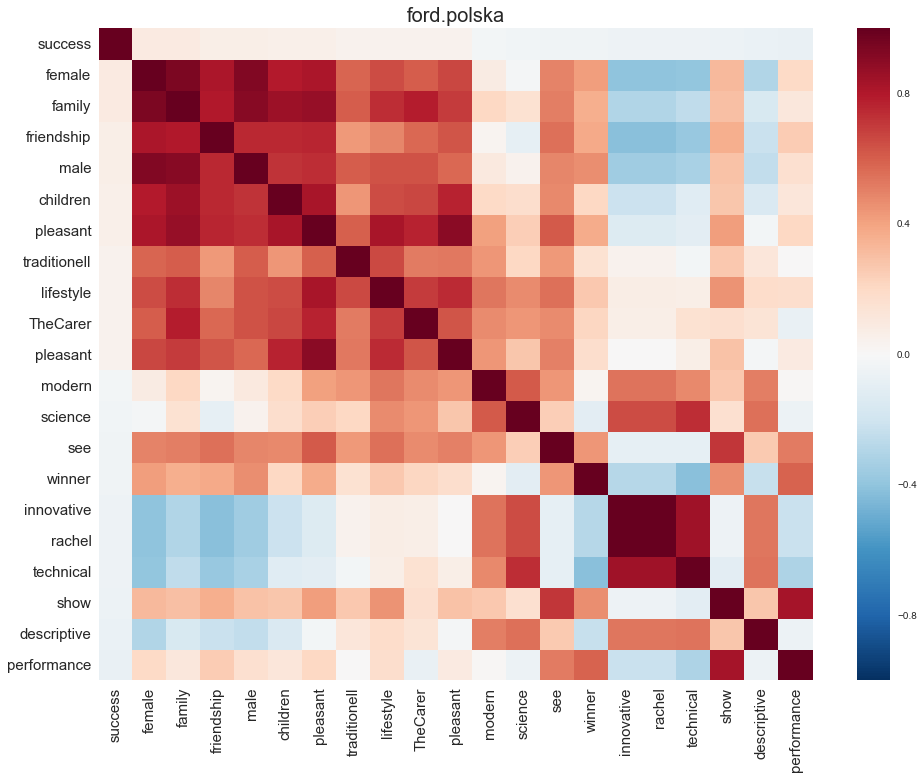 ford.polska
success
female
family
friendship
male
children
pleasant
traditionell
lifestyle
TheCarer
pleasant
modern
science
see
winner
innovative
rachel
technical
show
descriptive
performance
0.8
0.4
0.0
−0.4
−0.8
success
female
family
friendship
male
children
pleasant
traditionell
lifestyle
TheCarer
pleasant
modern
science
see
winner
innovative
rachel
technical
show
descriptive
performance